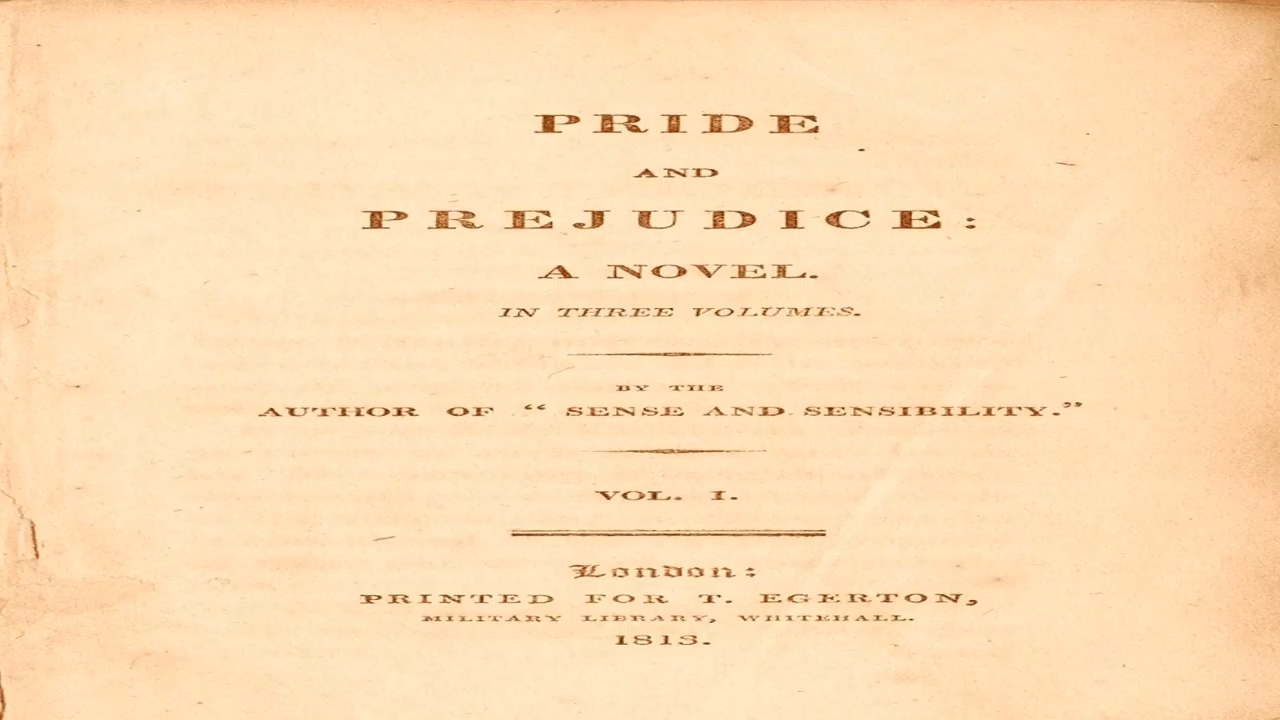 PRIDE
AND
PREJUDICE:
A NOVEL.
IN THREE VOLUMES.
BY THE
AUTHOR OF “ SENSE AND SENSIBILITY.”
VOL. I.
London:
PRINTED FOR T. EGERTON,
MILITARY LIBRARY, WHITEHALL.
1813.